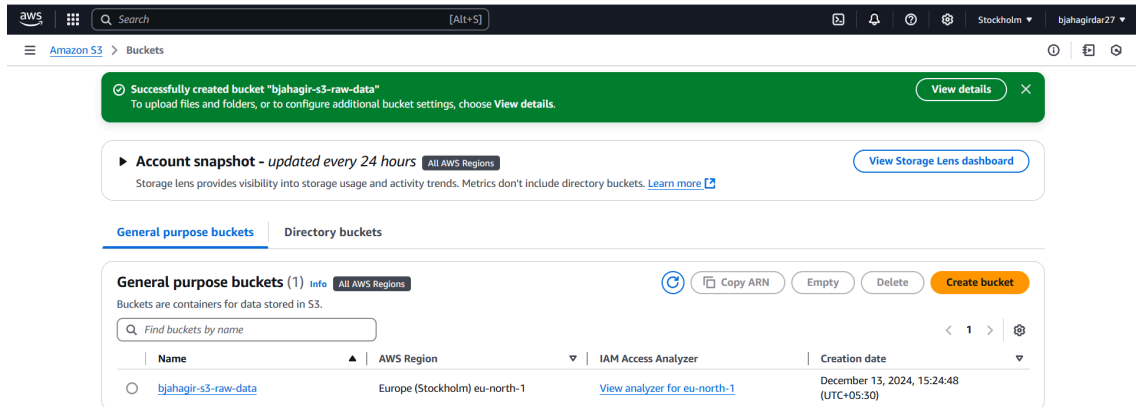 aws
Search [Alt+S] Stockholm ▼ bjahagirdar27 ▼
Amazon S3 > Buckets
Successfully created bucket "bjahagir-s3-raw-data"
To upload files and folders, or to configure additional bucket settings, choose View details.
View details
Account snapshot - updated every 24 hours All AWS Regions
View Storage Lens dashboard
Storage lens provides visibility into storage usage and activity trends. Metrics don't include directory buckets. Learn more
General purpose buckets Directory buckets
General purpose buckets (1) Info All AWS Regions
Copy ARN Empty Delete Create bucket
Buckets are containers for data stored in S3.
Find buckets by name
< 1 >
Name AWS Region IAM Access Analyzer Creation date
bjahagir-s3-raw-data Europe (Stockholm) eu-north-1 View analyzer for eu-north-1 December 13, 2024, 15:24:48
(UTC+05:30)